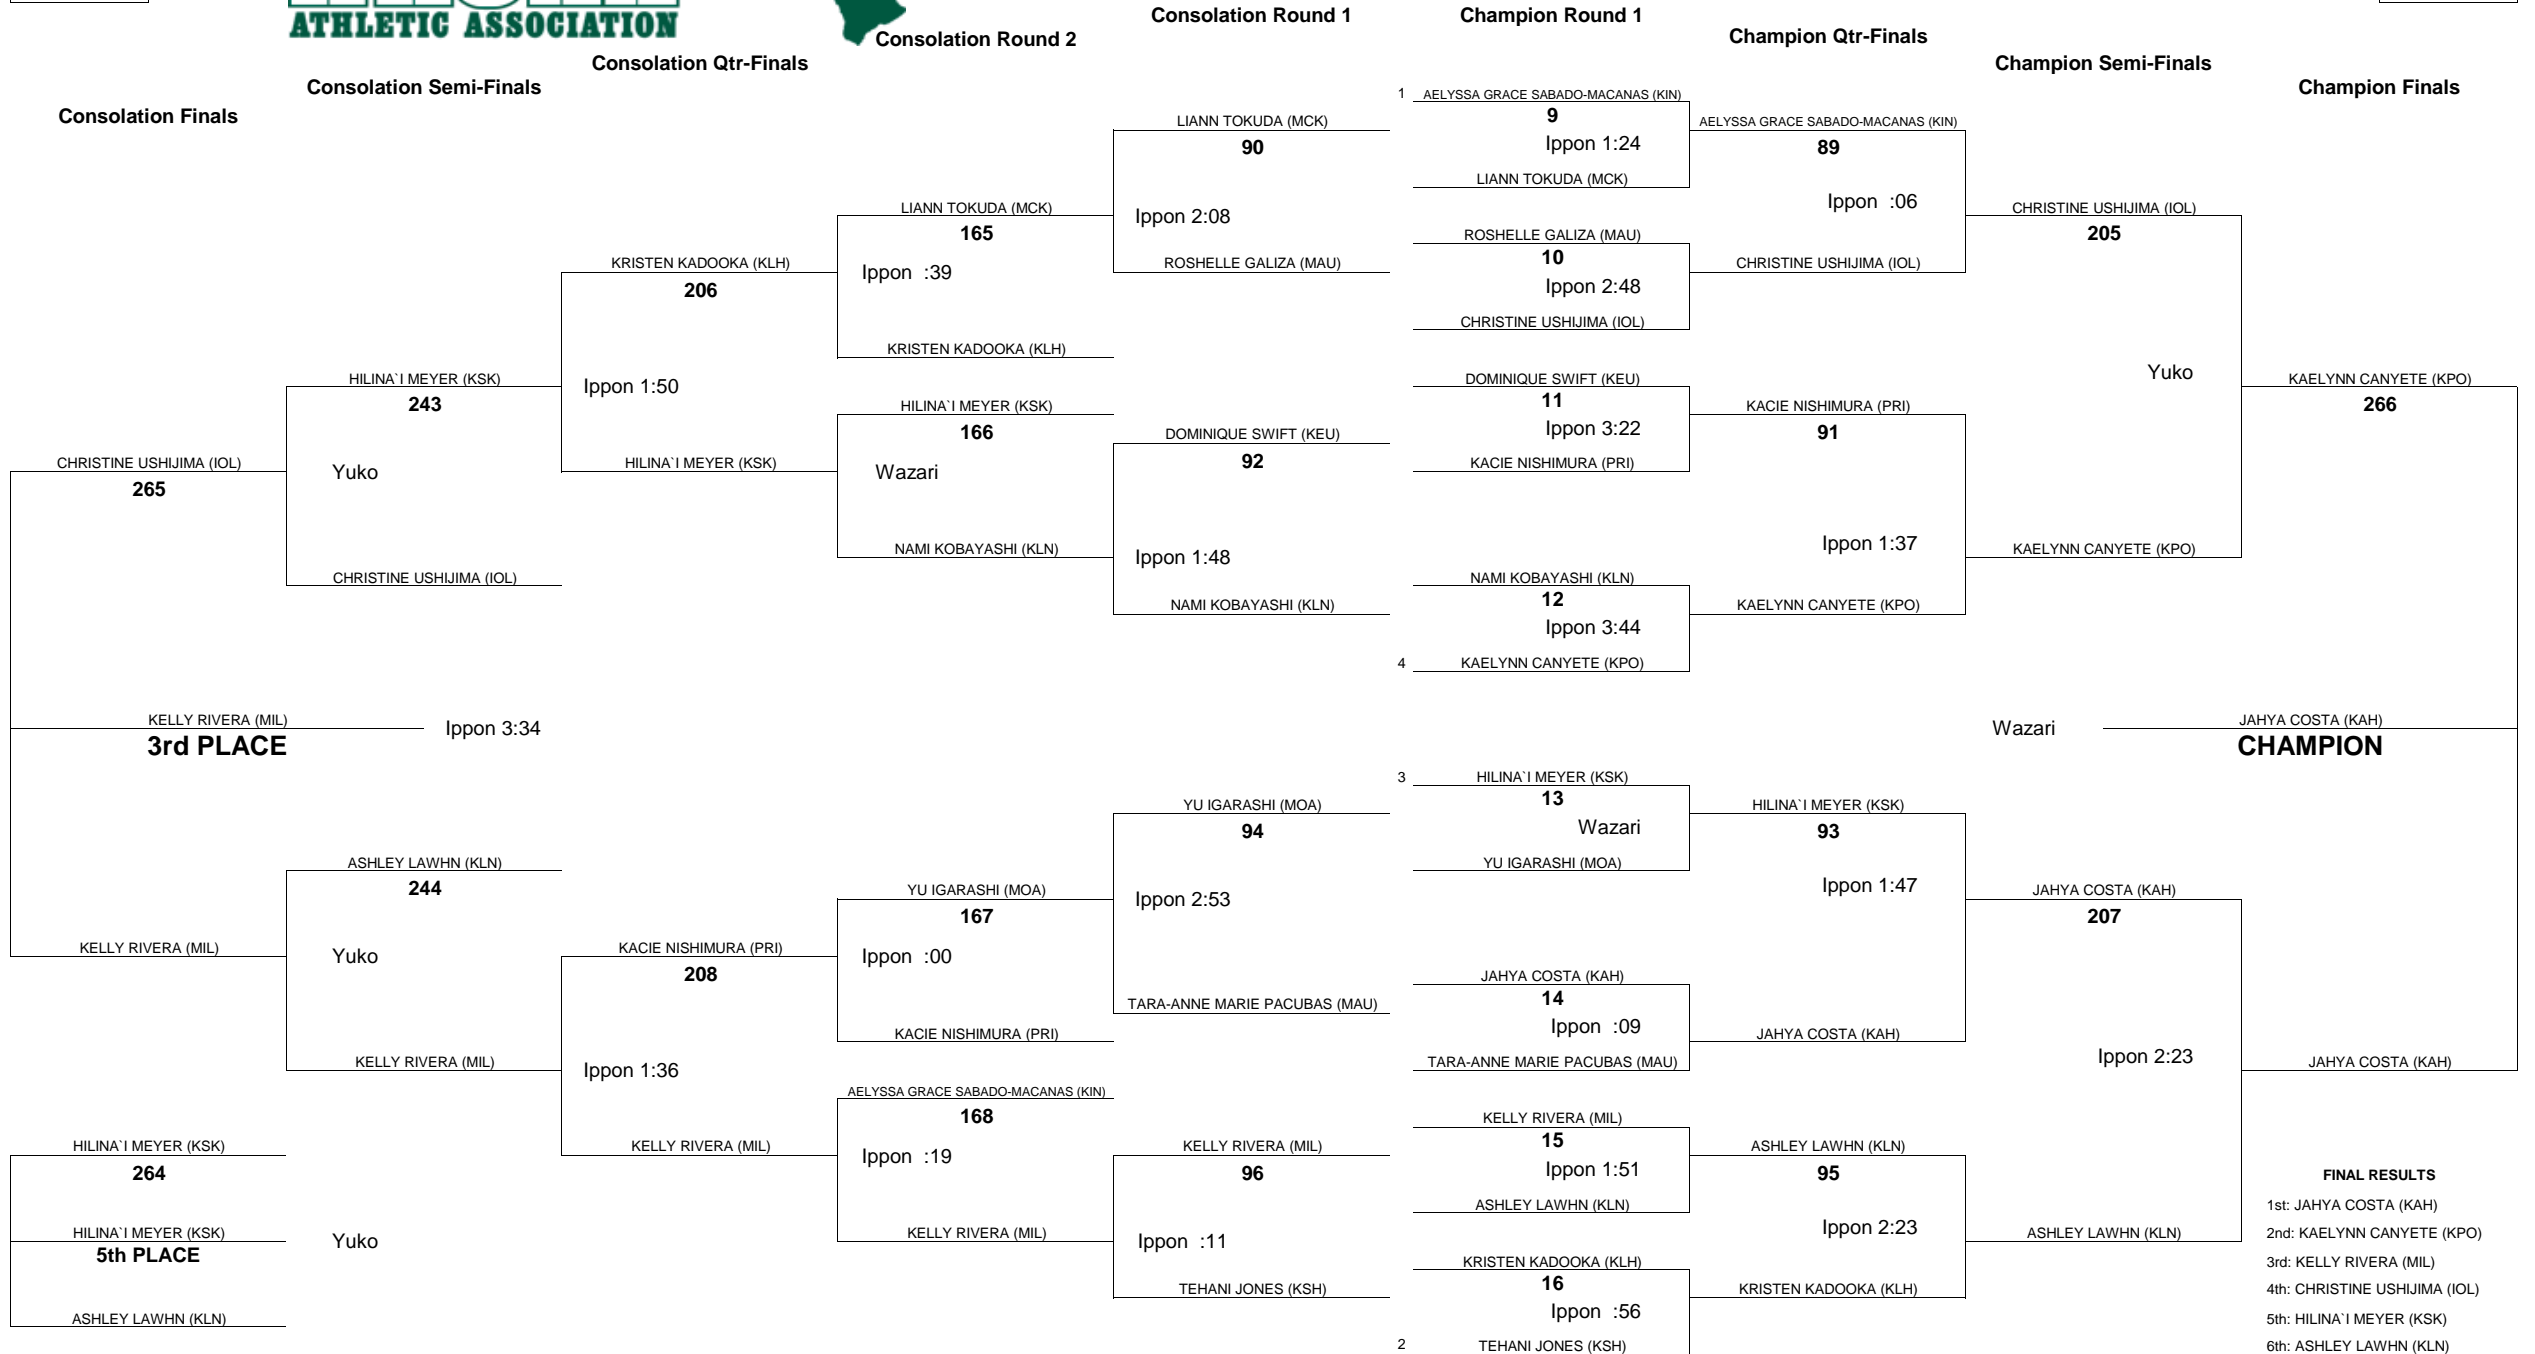 ATHLETIC ASSOCIATION
Consolation Finals
Consolation Semi-Finals
Consolation Qtr-Finals
Consolation Round 2
Consolation Round 1
Champion Round 1
Champion Qtr-Finals
Champion Semi-Finals
Champion Finals
1 AELYSSA GRACE SABADO-MACANAS (KIN)
9
Ippon 1:24
LIANN TOKUDA (MCK)
ROSHELLE GALIZA (MAU)
10
Ippon 2:48
CHRISTINE USHIJIMA (IOL)
DOMINIQUE SWIFT (KEU)
11
Ippon 3:22
KACIE NISHIMURA (PRI)
NAMI KOBAYASHI (KLN)
12
Ippon 3:44
4 KAELYNN CANYETE (KPO)
3 HILINA`I MEYER (KSK)
13
Wazari
YU IGARASHI (MOA)
JAHYA COSTA (KAH)
14
Ippon :09
TARA-ANNE MARIE PACUBAS (MAU)
KELLY RIVERA (MIL)
15
Ippon 1:51
ASHLEY LAWHN (KLN)
KRISTEN KADOOKA (KLH)
16
Ippon :56
2 TEHANI JONES (KSH)
AELYSSA GRACE SABADO-MACANAS (KIN)
89
Ippon :06
CHRISTINE USHIJIMA (IOL)
KACIE NISHIMURA (PRI)
91
Ippon 1:37
KAELYNN CANYETE (KPO)
HILINA`I MEYER (KSK)
93
Ippon 1:47
JAHYA COSTA (KAH)
ASHLEY LAWHN (KLN)
95
Ippon 2:23
KRISTEN KADOOKA (KLH)
CHRISTINE USHIJIMA (IOL)
205
Yuko
KAELYNN CANYETE (KPO)
JAHYA COSTA (KAH)
207
Ippon 2:23
ASHLEY LAWHN (KLN)
KAELYNN CANYETE (KPO)
266
Wazari
JAHYA COSTA (KAH)
CHAMPION
JAHYA COSTA (KAH)
LIANN TOKUDA (MCK)
90
Ippon 2:08
ROSHELLE GALIZA (MAU)
DOMINIQUE SWIFT (KEU)
92
Ippon 1:48
NAMI KOBAYASHI (KLN)
YU IGARASHI (MOA)
94
Ippon 2:53
TARA-ANNE MARIE PACUBAS (MAU)
KELLY RIVERA (MIL)
96
Ippon :11
TEHANI JONES (KSH)
LIANN TOKUDA (MCK)
165
Ippon :39
KRISTEN KADOOKA (KLH)
HILINA`I MEYER (KSK)
166
Wazari
NAMI KOBAYASHI (KLN)
YU IGARASHI (MOA)
167
Ippon :00
KACIE NISHIMURA (PRI)
AELYSSA GRACE SABADO-MACANAS (KIN)
168
Ippon :19
KELLY RIVERA (MIL)
KRISTEN KADOOKA (KLH)
206
Ippon 1:50
HILINA`I MEYER (KSK)
KACIE NISHIMURA (PRI)
208
Ippon 1:36
KELLY RIVERA (MIL)
HILINA`I MEYER (KSK)
243
Yuko
CHRISTINE USHIJIMA (IOL)
ASHLEY LAWHN (KLN)
244
Yuko
KELLY RIVERA (MIL)
CHRISTINE USHIJIMA (IOL)
265
KELLY RIVERA (MIL)
3rd PLACE
Ippon 3:34
KELLY RIVERA (MIL)
HILINA`I MEYER (KSK)
264
HILINA`I MEYER (KSK)
5th PLACE
Yuko
ASHLEY LAWHN (KLN)
FINAL RESULTS
1st: JAHYA COSTA (KAH)
2nd: KAELYNN CANYETE (KPO)
3rd: KELLY RIVERA (MIL)
4th: CHRISTINE USHIJIMA (IOL)
5th: HILINA`I MEYER (KSK)
6th: ASHLEY LAWHN (KLN)